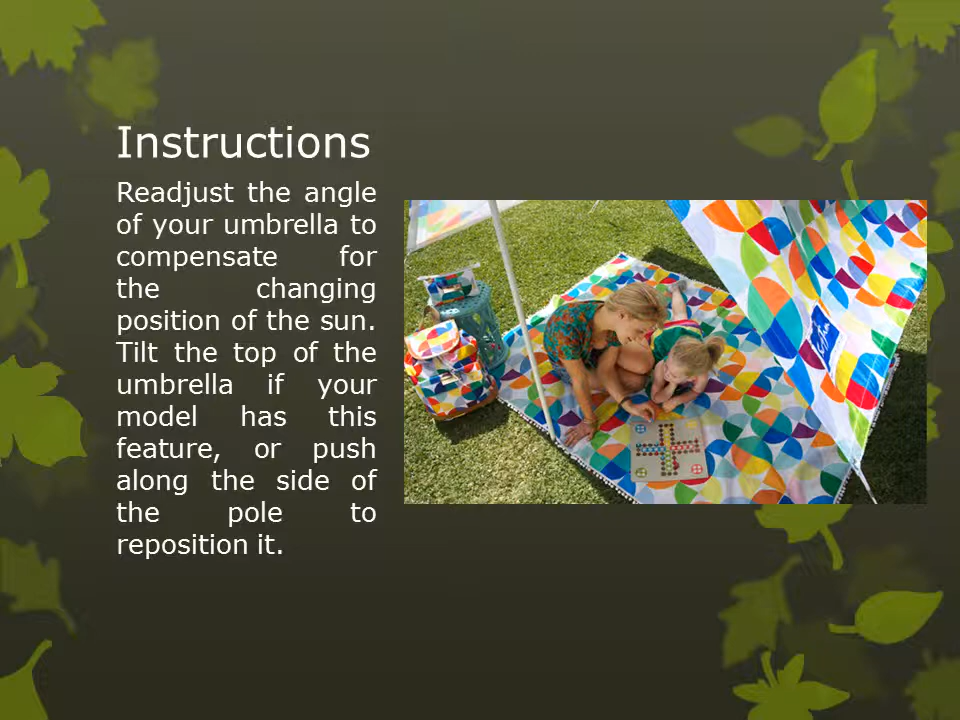 Instructions
Readjust the angle
of your umbrella to
compensate for
the changing
position of the sun.
Tilt the top of the
umbrella if your
model has this
feature, or push
along the side of
the pole to
reposition it.